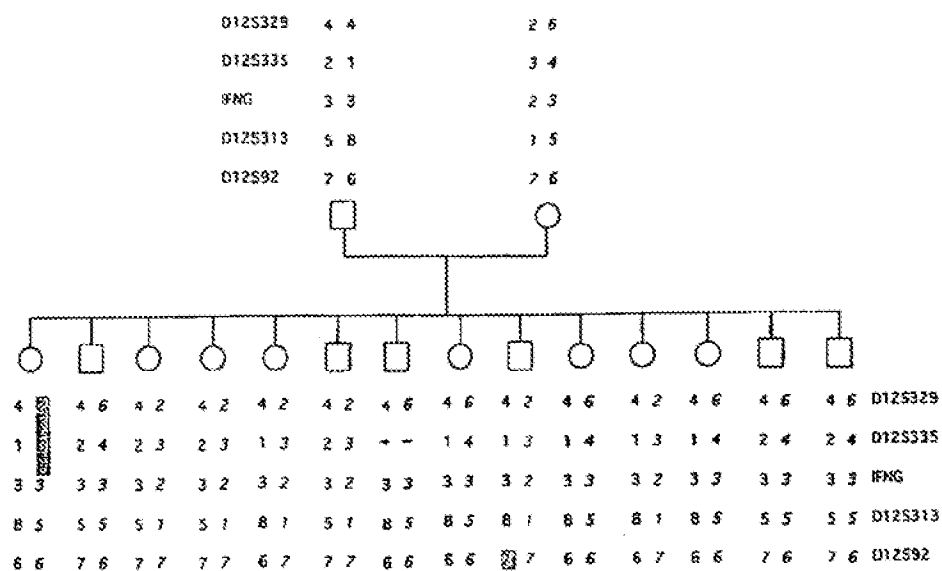 D12S329 4 4 2 6
D12S335 2 1 3 4
IFNG 3 3 2 3
D12S313 5 8 1 5
D12S92 7 6 7 6
4 4 6 4 2 4 2 4 2 4 2 4 6 4 6 4 2 4 6 4 2 4 6 4 6 4 6 D12S329
1 2 4 2 3 2 3 1 3 2 3 - - 1 4 1 3 1 4 1 3 1 4 2 4 2 4 D12S335
3 3 3 3 3 2 3 2 3 2 3 2 3 3 3 3 3 2 3 3 3 2 3 3 3 3 3 3 IFNG
8 5 5 5 5 1 5 1 8 1 5 1 8 5 8 5 8 1 8 5 8 1 8 5 5 5 5 5 D12S313
6 6 7 6 7 7 7 7 6 7 7 7 6 6 6 6 7 6 6 6 7 6 6 7 6 7 6 D12S92